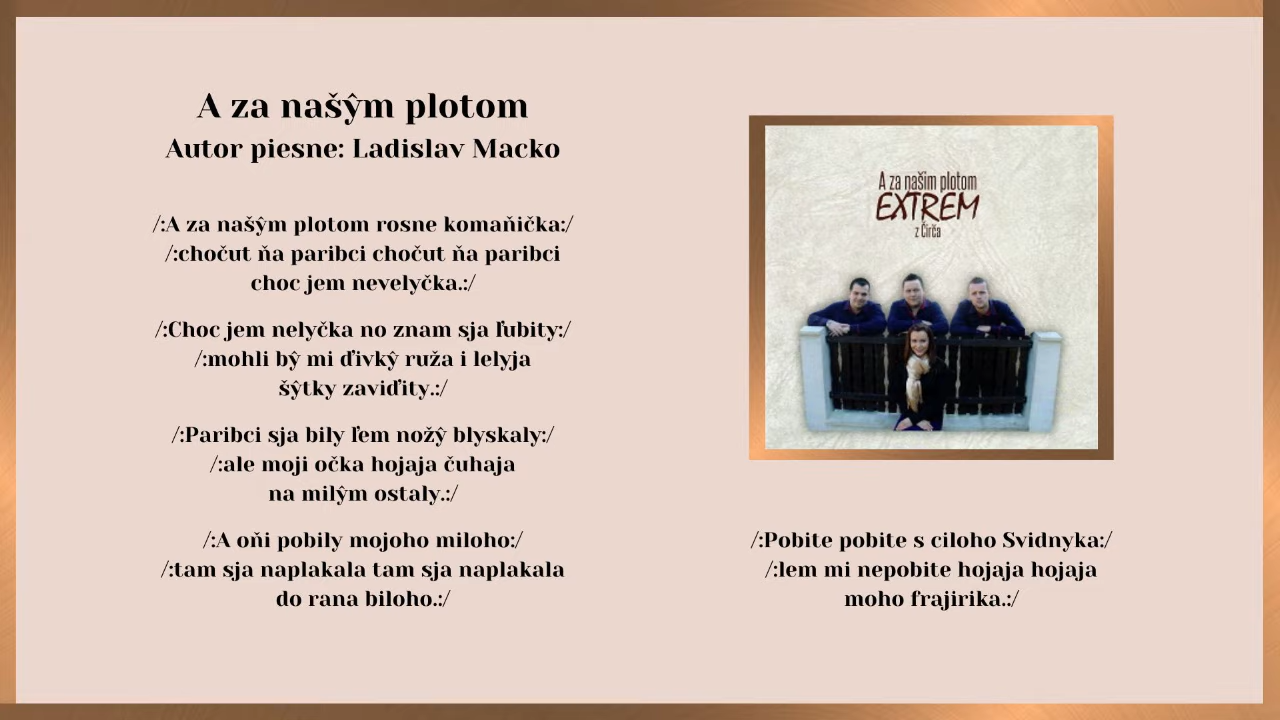 A za našŷm plotom
Autor piesne: Ladislav Macko
/:A za našŷm plotom rosne komaňička:/
/:chočut ňa paribci chočut ňa paribci
choc jem nevelyčka.:/
/:Choc jem nelyčka no znam sja ľubity:/
/:mohli bŷ mi ďivkŷ ruža i lelyja
šŷtky zaviďity.:/
/:Paribci sja bily ľem nožŷ blyskaly:/
/:ale moji očka hojaja čuhaja
na milŷm ostaly.:/
/:A oňi pobily mojoho miloho:/
/:tam sja naplakala tam sja naplakala
do rana biloho.:/
A za našim plotom
EXTREM
z Čirča
/:Pobite pobite s ciloho Svidnyka:/
/:lem mi nepobite hojaja hojaja
moho frajirika.:/